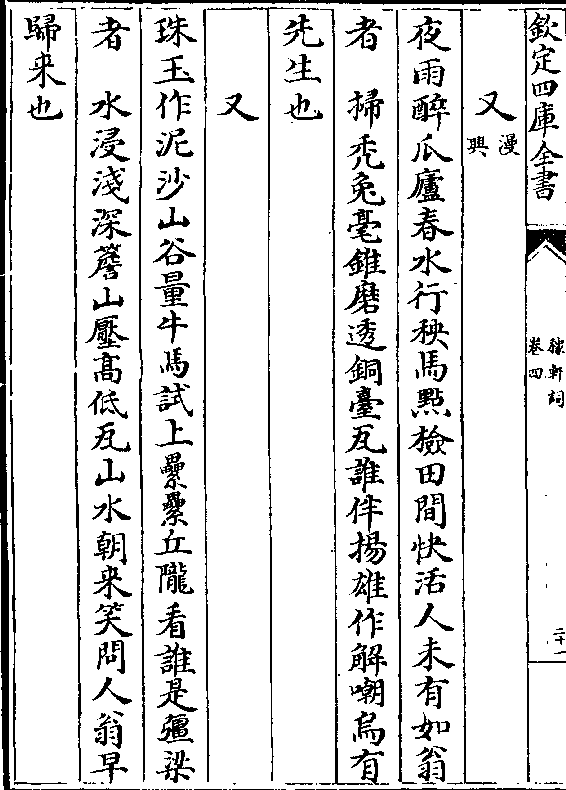 欽定四庫全書
稼軒詞
卷四
二十一
又漫興
夜雨醉瓜廬春水行秧馬點檢田間快活人未有如翁
者　掃禿兔毫錐磨透銅臺瓦誰伴揚雄作解嘲烏有
先生也
又
珠玉作泥沙山谷量牛馬試上纍纍丘隴看誰是彊梁
者　水浸淺深簷山壓高低瓦山水朝来笑問人翁早
歸来也